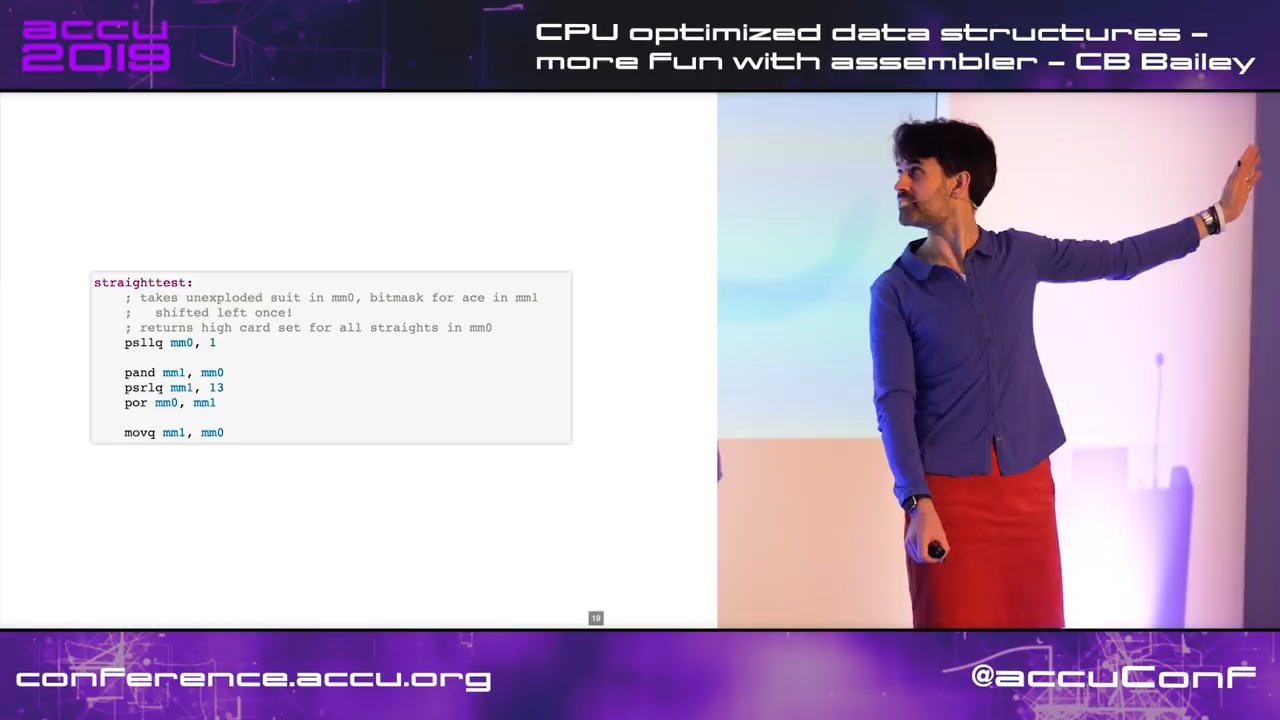 accu
2019
CPU optimized data structures –
more fun with assembler – CB Bailey
straighttest:
; takes unexploded suit in mm0, bitmask for ace in mm1
;   shifted left once!
; returns high card set for all straights in mm0
psllq mm0, 1
pand mm1, mm0
psrlq mm1, 13
por mm0, mm1
movq mm1, mm0
19
conference.accu.org
@accuConf